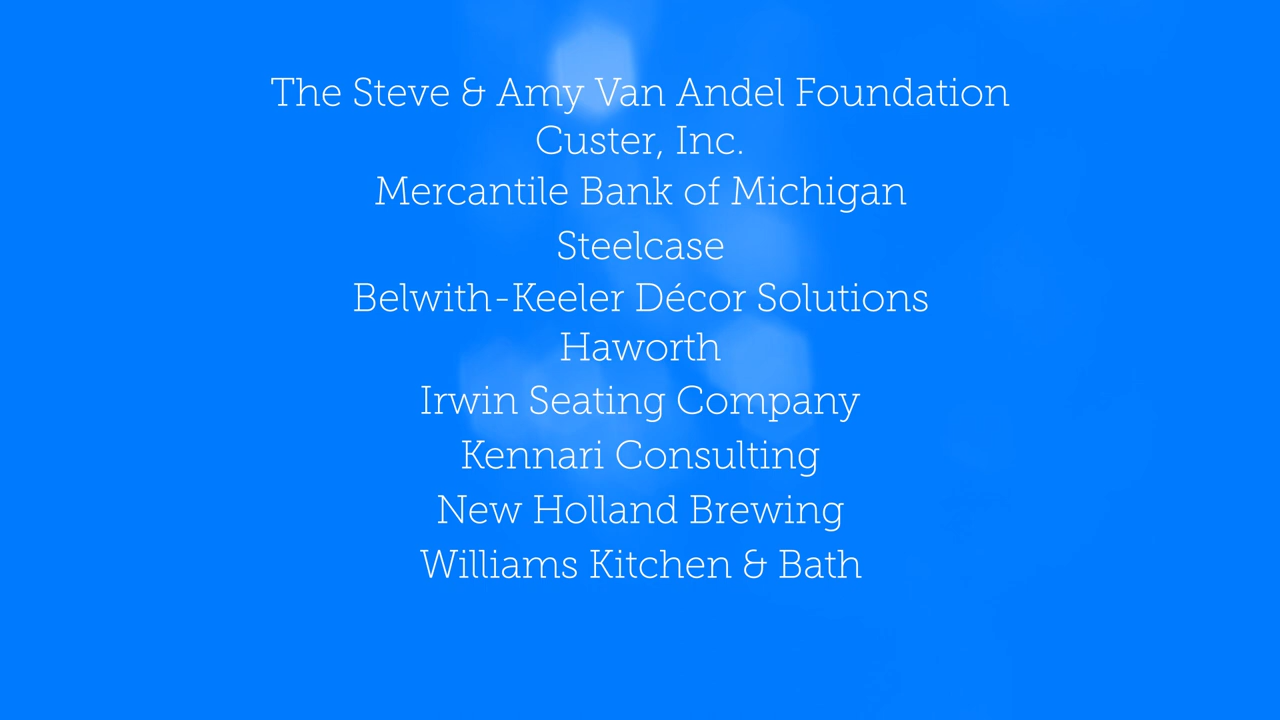 The Steve & Amy Van Andel Foundation
Custer, Inc.
Mercantile Bank of Michigan
Steelcase
Belwith-Keeler Décor Solutions
Haworth
Irwin Seating Company
Kennari Consulting
New Holland Brewing
Williams Kitchen & Bath